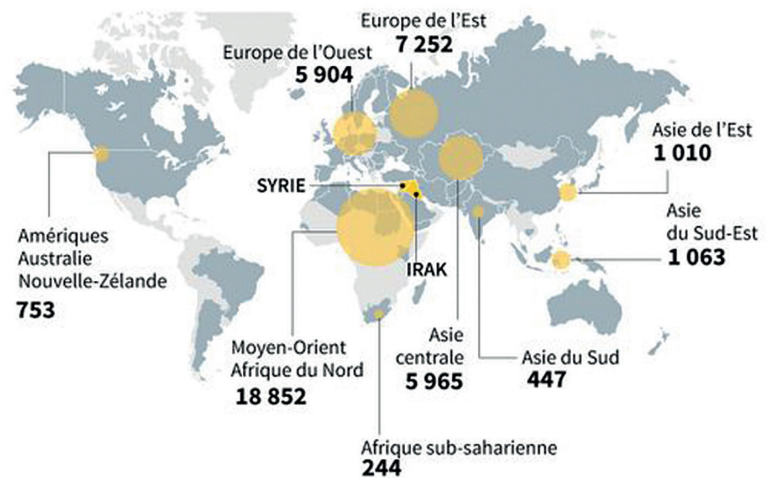 Europe de l'Est
7 252
Europe de l'Ouest
5 904
Asie de l'Est
1 010
SYRIE
Asie
du Sud-Est
1 063
Amériques
Australie
Nouvelle-Zélande
753
IRAK
Moyen-Orient
Afrique du Nord
18 852
Asie
centrale
5 965
Asie du Sud
447
Afrique sub-saharienne
244